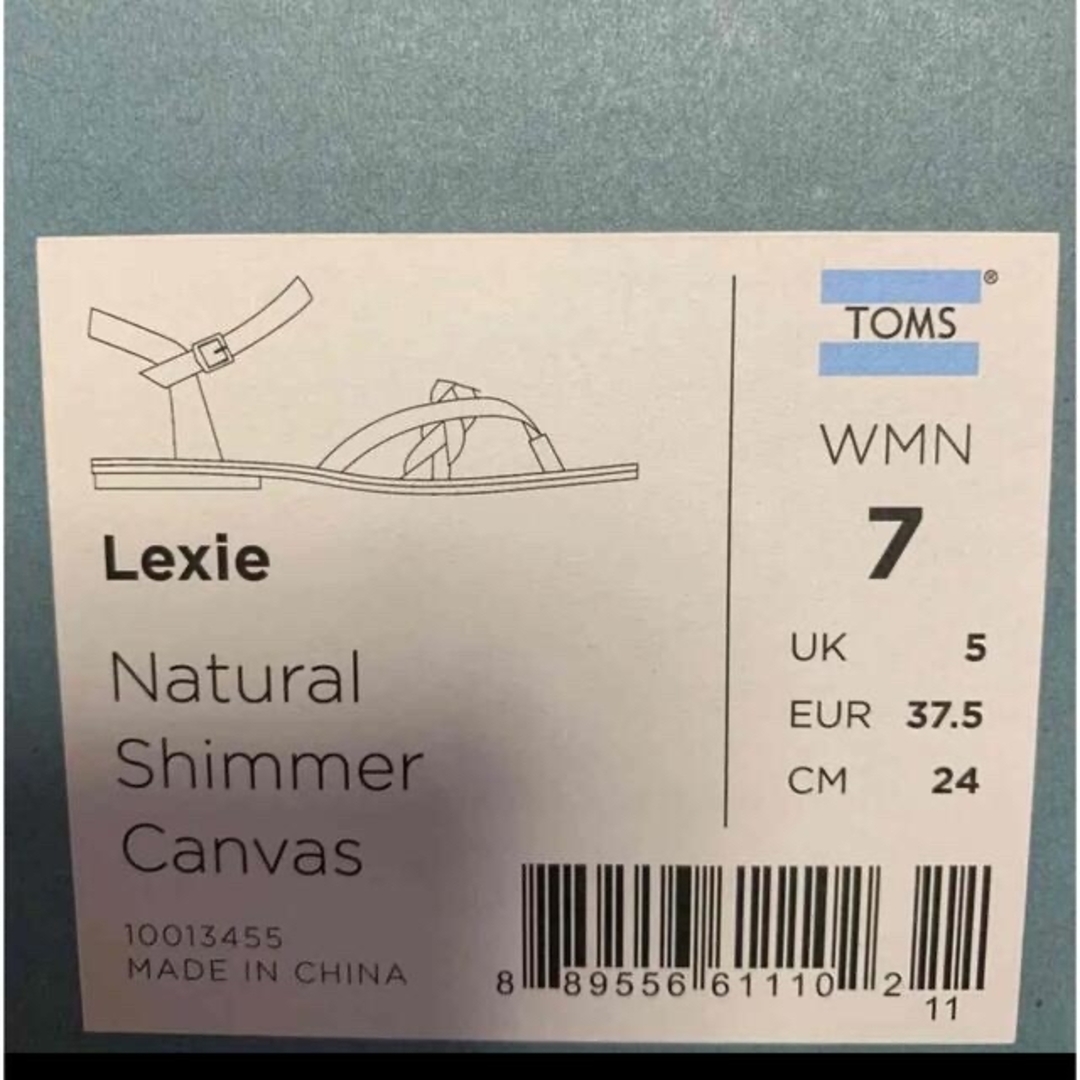 Lexie
Natural
Shimmer
Canvas
10013455
MADE IN CHINA
TOMS®
WMN
7
UK 5
EUR 37.5
CM 24
8 89556 61110 2
11